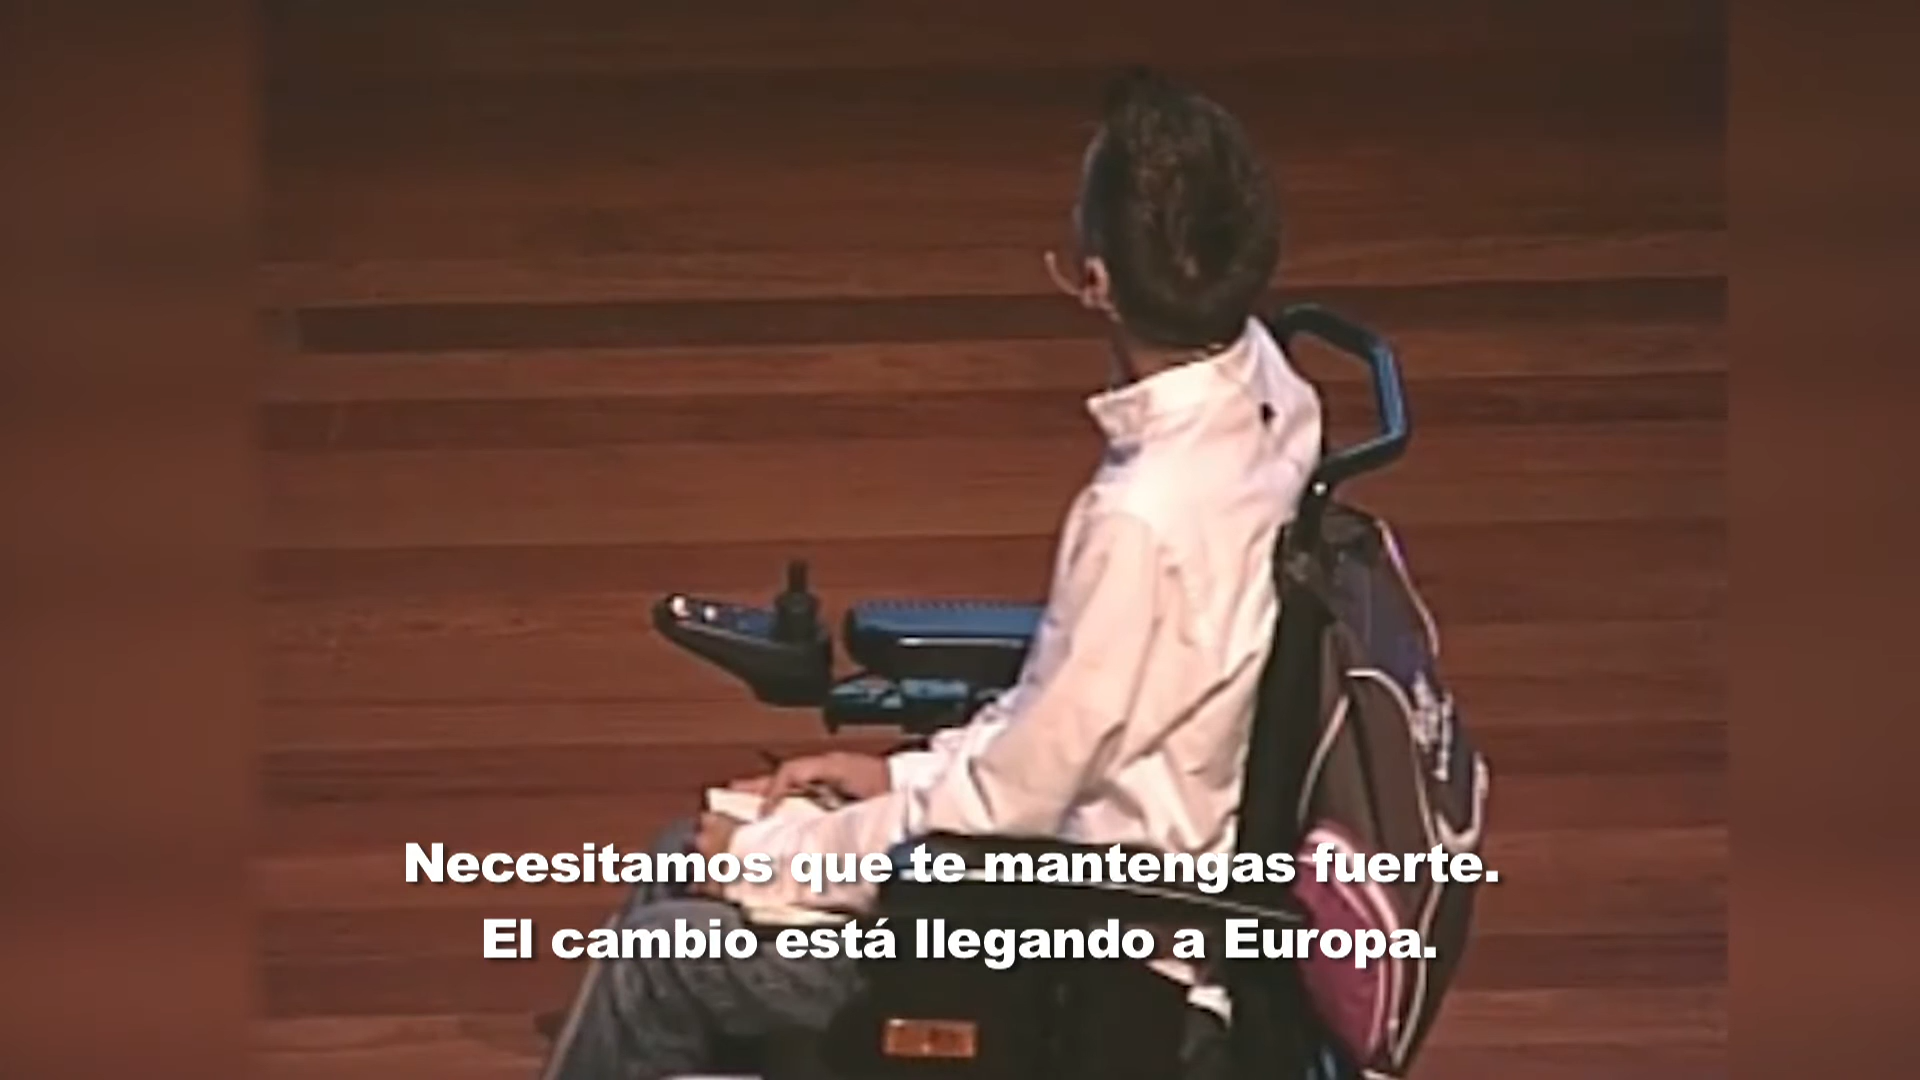 Necesitamos que te mantengas fuerte.
El cambio está llegando a Europa.